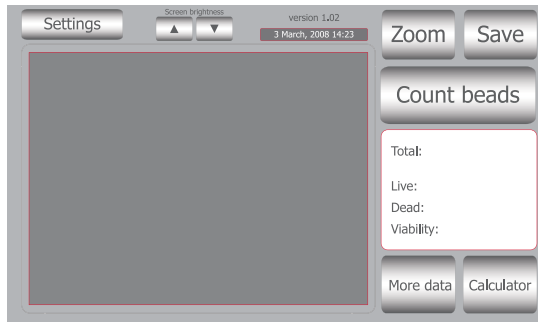 Settings
Screen brightness
▲ ▼
version 1.02
3 March, 2008 14:23
Zoom
Save
Count beads
Total:
Live:
Dead:
Viability:
More data
Calculator